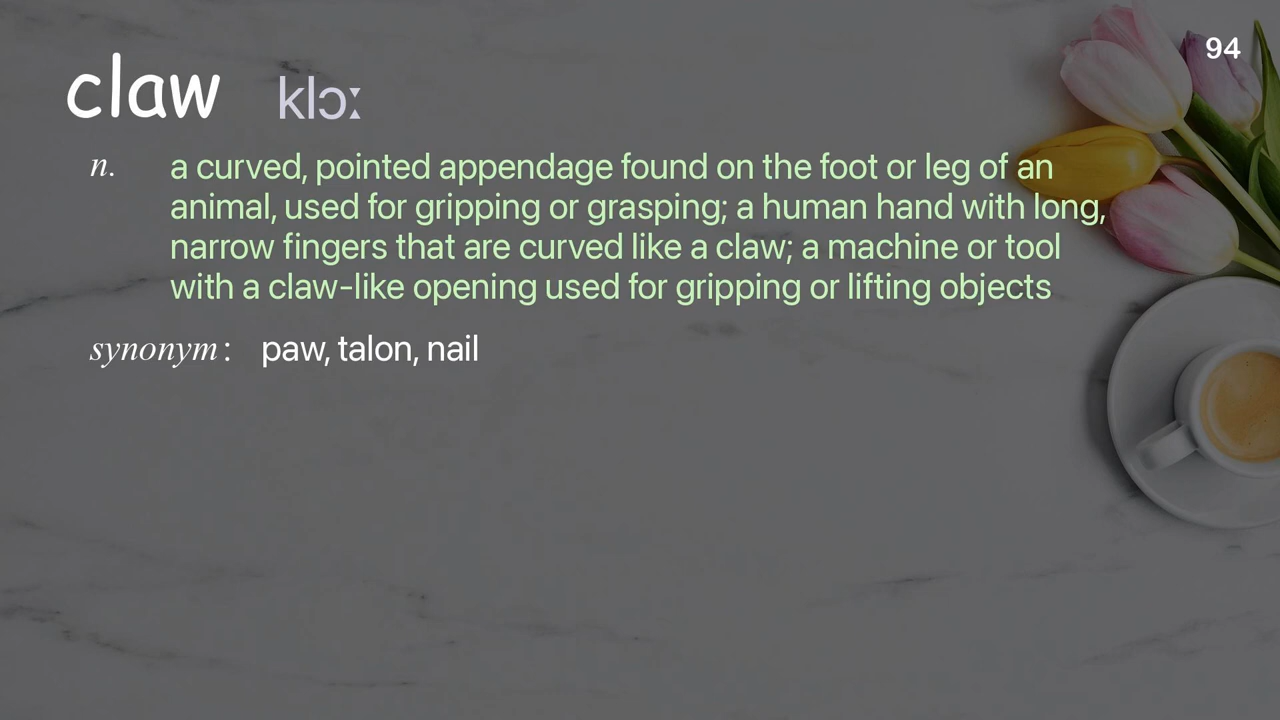 94
claw klɔː
n. a curved, pointed appendage found on the foot or leg of an
animal, used for gripping or grasping; a human hand with long,
narrow fingers that are curved like a claw; a machine or tool
with a claw-like opening used for gripping or lifting objects
synonym: paw, talon, nail